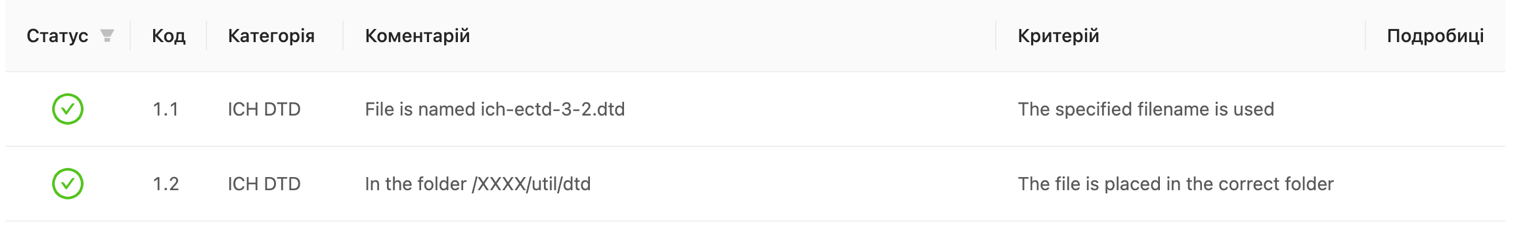 Статус Код Категорія Коментарій Критерій Подробиці
1.1 ICH DTD File is named ich-ectd-3-2.dtd The specified filename is used
1.2 ICH DTD In the folder /XXXX/util/dtd The file is placed in the correct folder